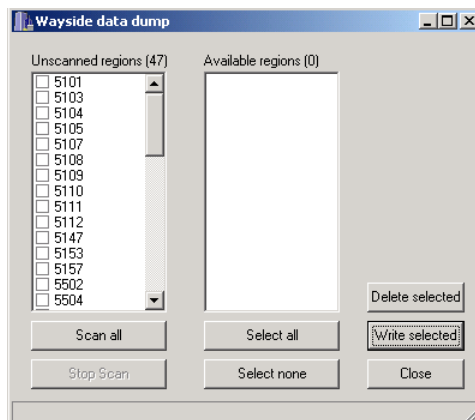 Wayside data dump
Unscanned regions (47)
Available regions (0)
5101
5103
5104
5105
5107
5108
5109
5110
5111
5112
5147
5153
5157
5502
5504
Delete selected
Scan all
Select all
Write selected
Stop Scan
Select none
Close